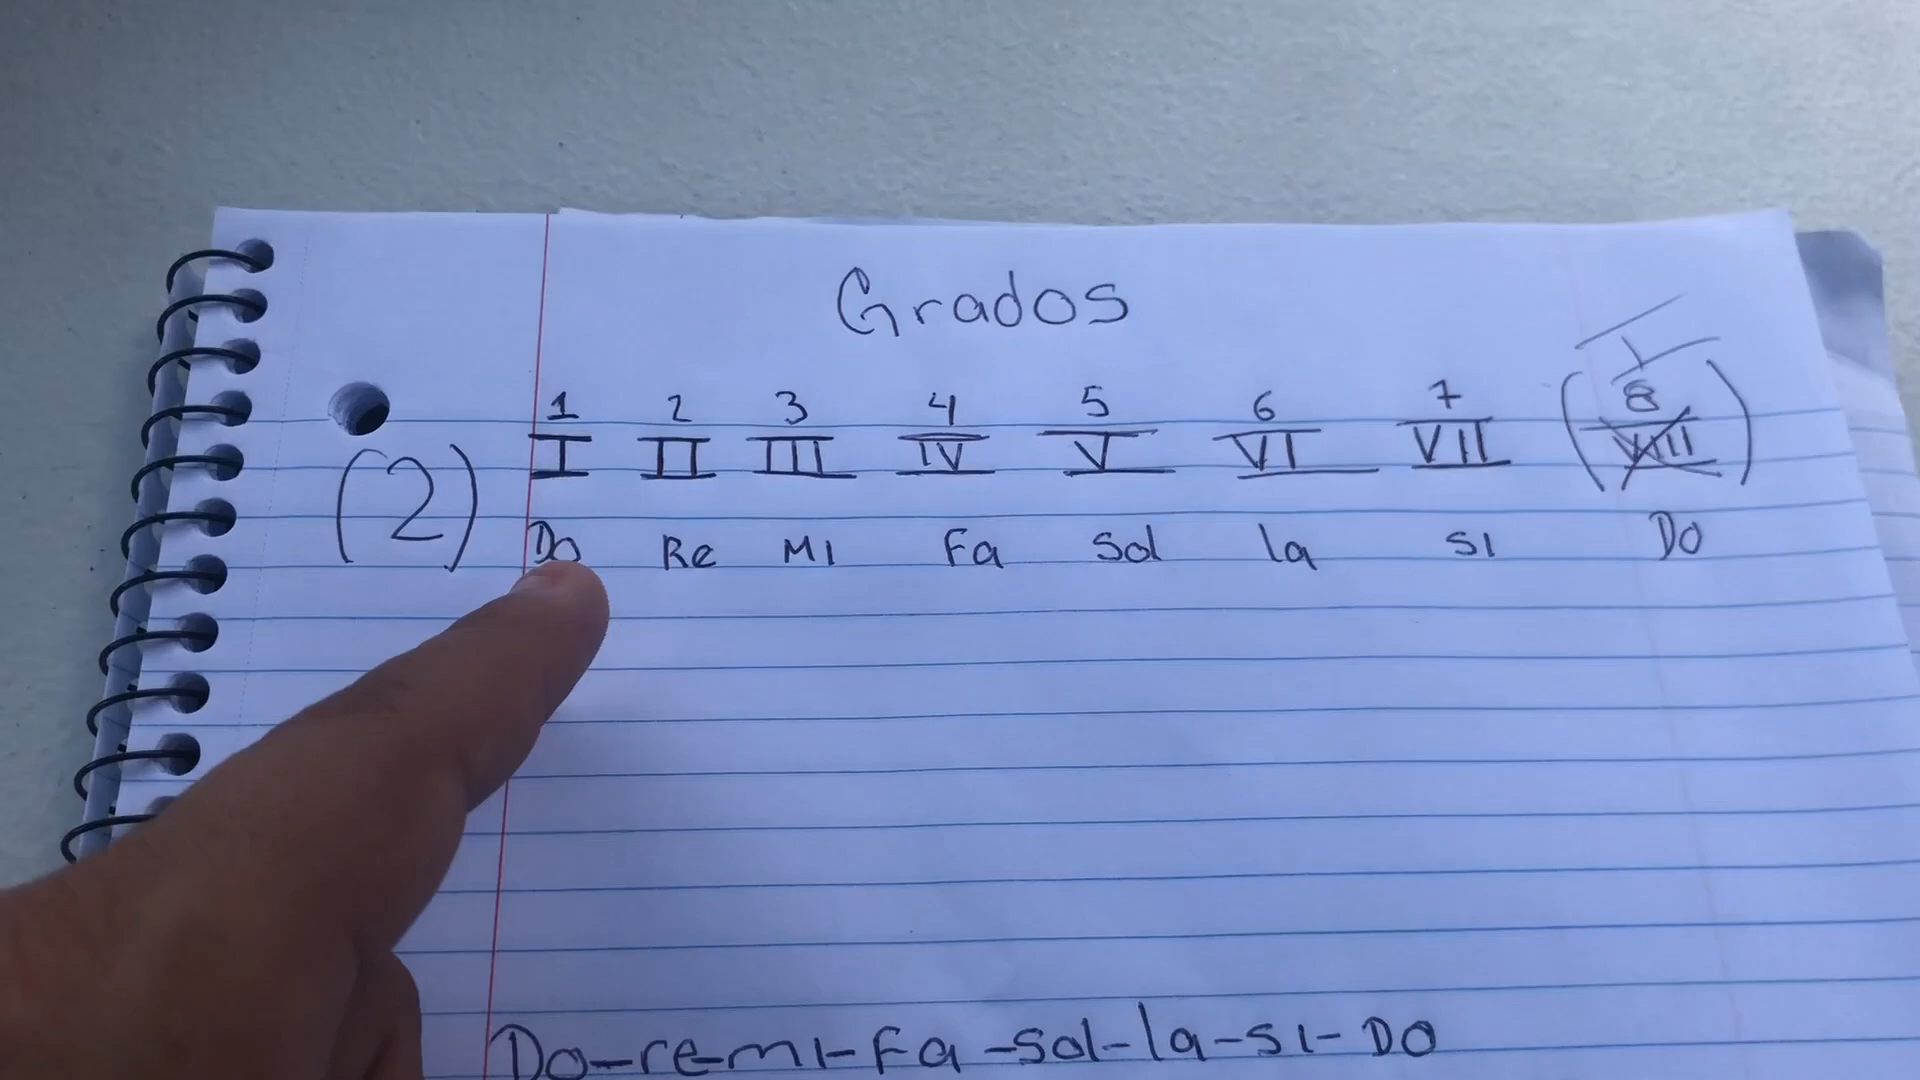 Grados
I
1 2 3 4 5 6 7 8
(2) I II III IV V VI VII (VIII)
Do Re MI Fa Sol la SI DO
Do-re-mI-Fa-Sol-la-SI-DO